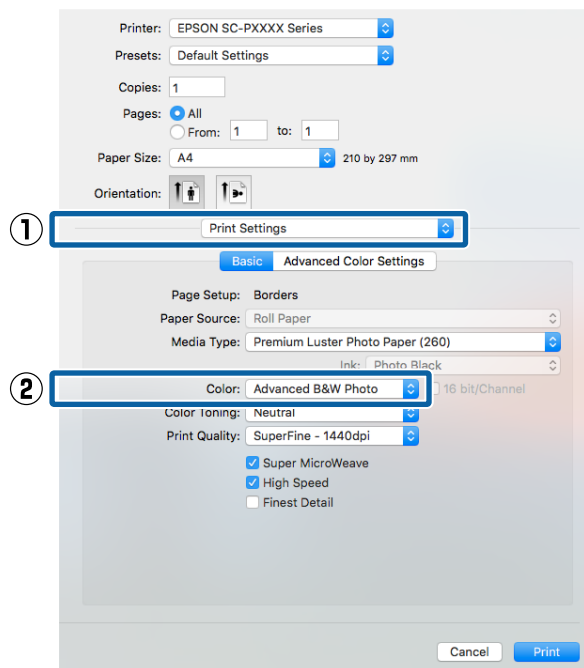 Printer: EPSON SC-PXXXX Series
Presets: Default Settings
Copies: 1
Pages: All
From: 1 to: 1
Paper Size: A4 210 by 297 mm
Orientation:
1 Print Settings
Basic Advanced Color Settings
Page Setup: Borders
Paper Source: Roll Paper
Media Type: Premium Luster Photo Paper (260)
Ink: Photo Black
2 Color: Advanced B&W Photo 16 bit/Channel
Color Toning: Neutral
Print Quality: SuperFine - 1440dpi
Super MicroWeave
High Speed
Finest Detail
Cancel Print